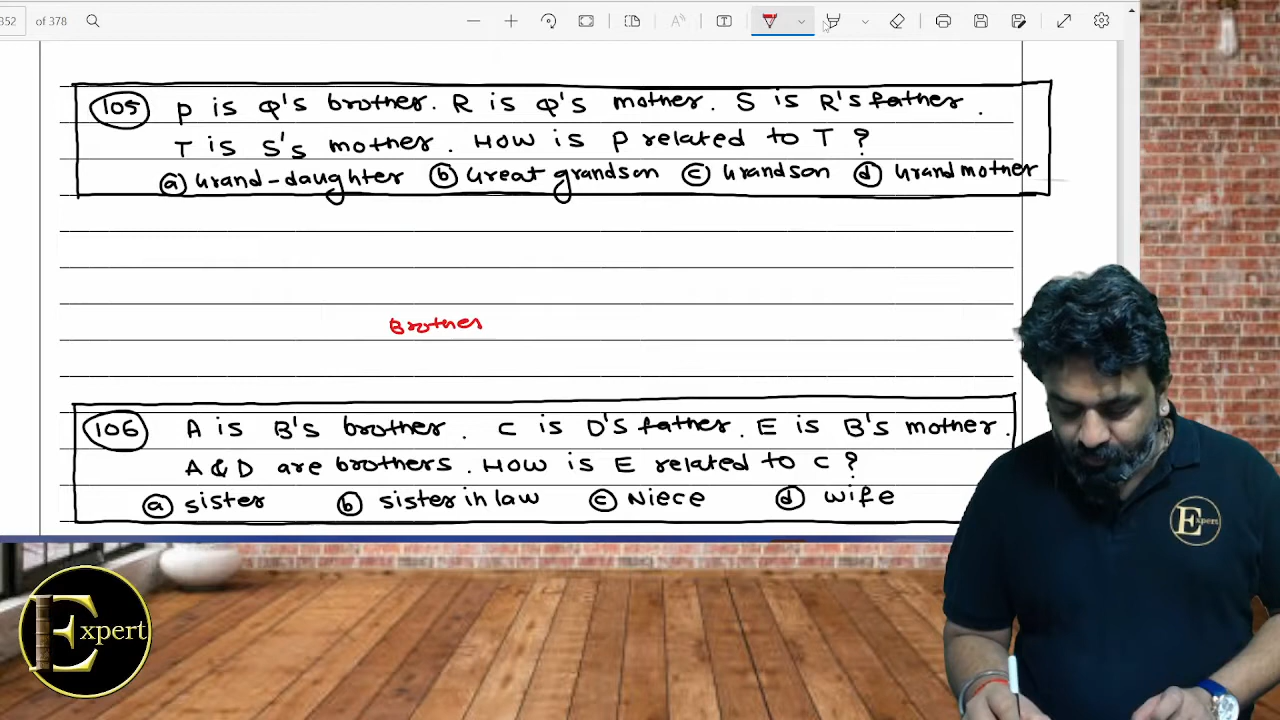 352 of 378
105 P is Q's brother. R is Q's mother. S is R's father.
T is S's mother. How is P related to T?
a Grand-daughter b Great grandson c Grandson d Grandmother
Brother
106 A is B's brother. C is D's father. E is B's mother.
A & D are brothers. How is E related to C?
a sister b sister in law c Niece d wife
Expert
Expert